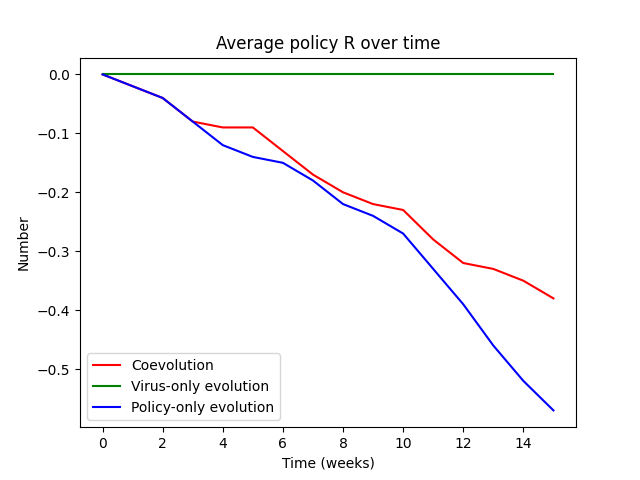 Average policy R over time
Number
0.0
−0.1
−0.2
−0.3
−0.4
−0.5
Coevolution
Virus-only evolution
Policy-only evolution
0 2 4 6 8 10 12 14
Time (weeks)